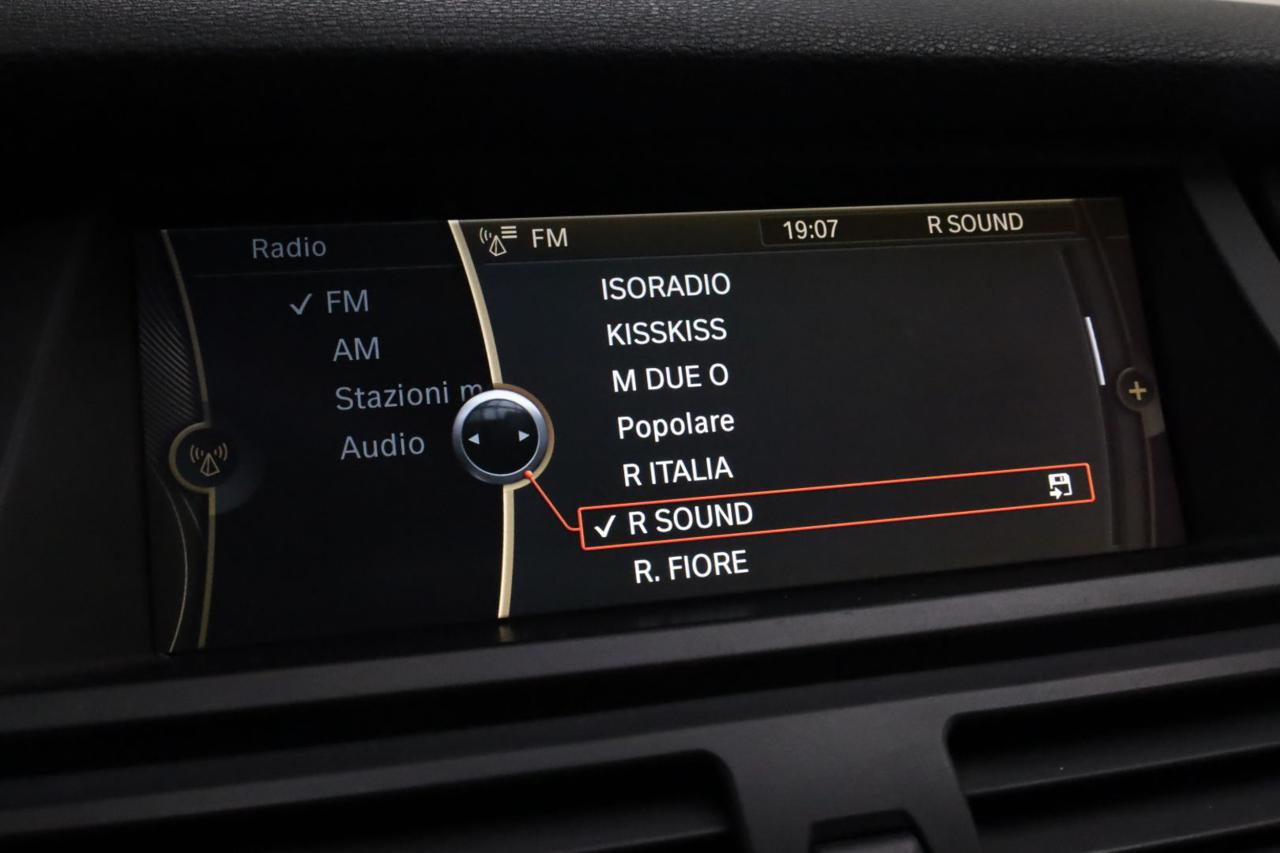 Radio
FM
AM
Stazioni m
Audio
FM 19:07 R SOUND
ISORADIO
KISSKISS
M DUE O
Popolare
R ITALIA
R SOUND
R. FIORE